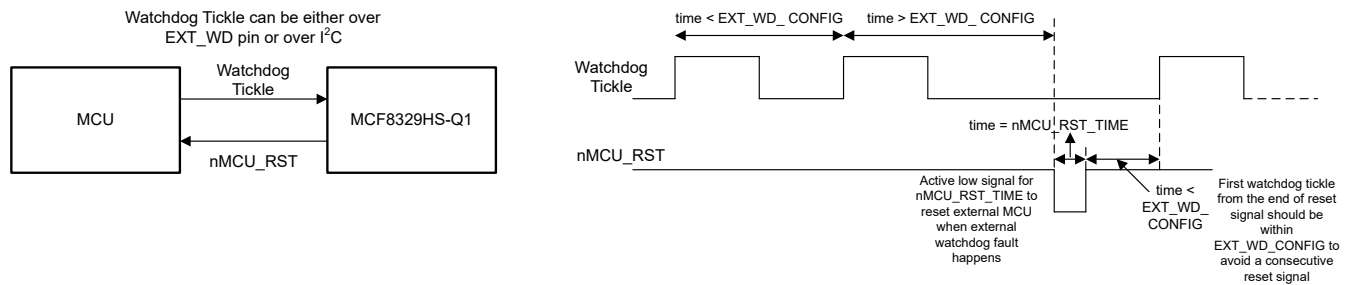 Watchdog Tickle can be either over
EXT_WD pin or over I²C
MCU
Watchdog
Tickle
nMCU_RST
MCF8329HS-Q1
time < EXT_WD_ CONFIG
time > EXT_WD_ CONFIG
Watchdog
Tickle
time = nMCU_RST_TIME
nMCU_RST
Active low signal for
nMCU_RST_TIME to
reset external MCU
when external
watchdog fault
happens
time <
EXT_WD_
CONFIG
First watchdog tickle
from the end of reset
signal should be
within
EXT_WD_CONFIG to
avoid a consecutive
reset signal